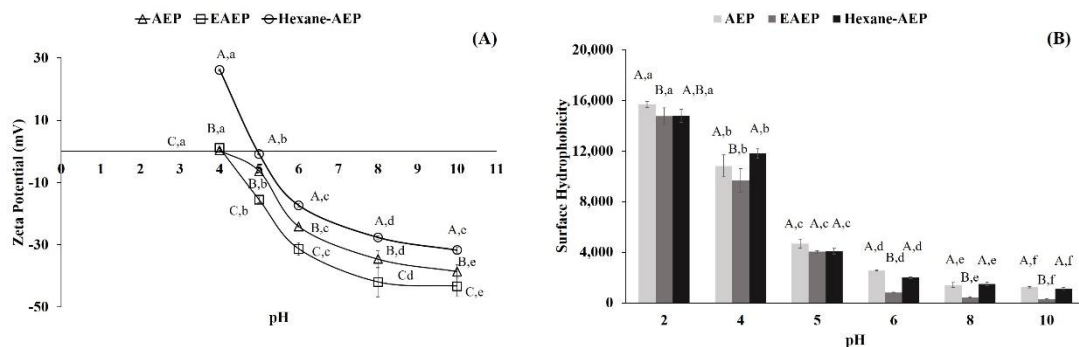 AEP EAEP Hexane-AEP
(A)
30
A,a
10
B,a
A,b
C,a
0 1 2 3 4 5 6 7 8 9 10 11
-10
B,b
A,c
C,b
A,d
A,e
B,c
-30
B,d
C,c
B,e
Cd
C,e
-50
Zeta Potential (mV)
pH
AEP EAEP Hexane-AEP
(B)
20,000
A,a
B,a A,B,a
16,000
A,b A,b
12,000
B,b
8,000
A,c A,c A,c
4,000
A,d A,d
B,d
A,e A,e
B,e
A,f A,f
B,f
0
2 4 5 6 8 10
Surface Hydrophobicity
pH